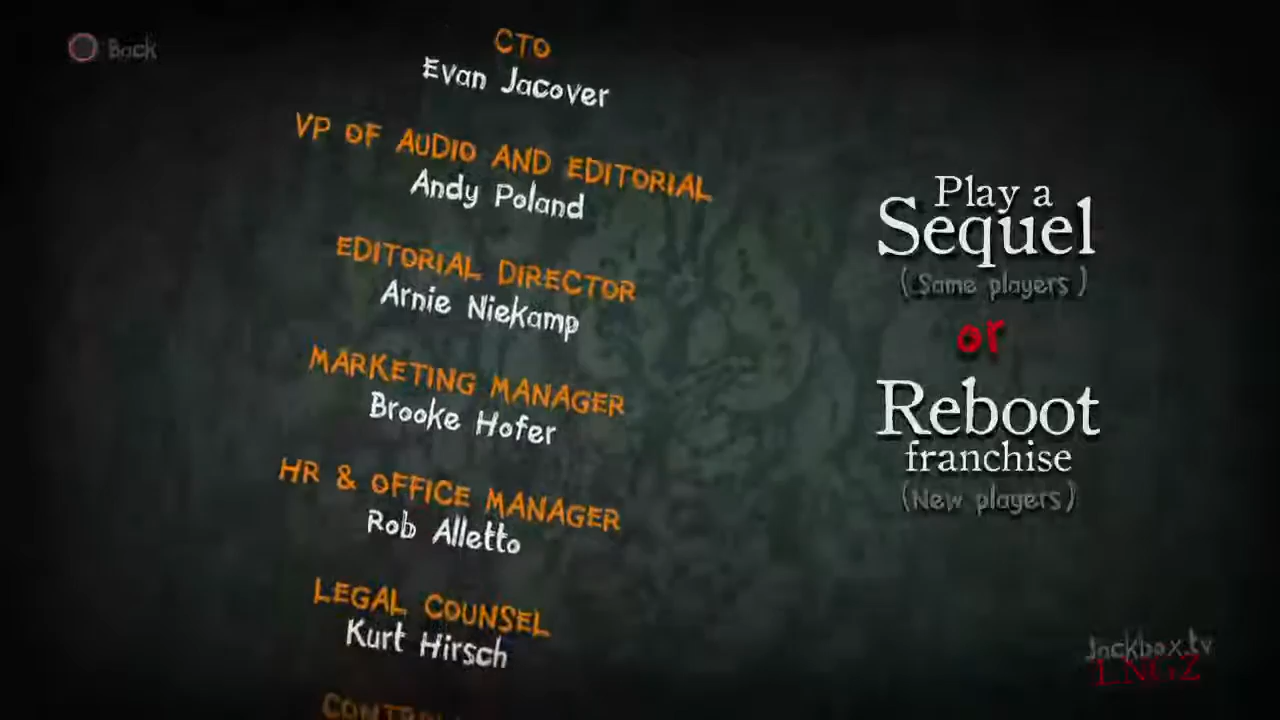 Back
CTO
Evan Jacover
VP OF AUDIO AND EDITORIAL
Andy Poland
EDITORIAL DIRECTOR
Arnie Niekamp
MARKETING MANAGER
Brooke Hofer
HR & OFFICE MANAGER
Rob Alletto
LEGAL COUNSEL
Kurt Hirsch
Play a
Sequel
(Same players)
or
Reboot
franchise
(New players)
Jackbox.tv
LNGZ